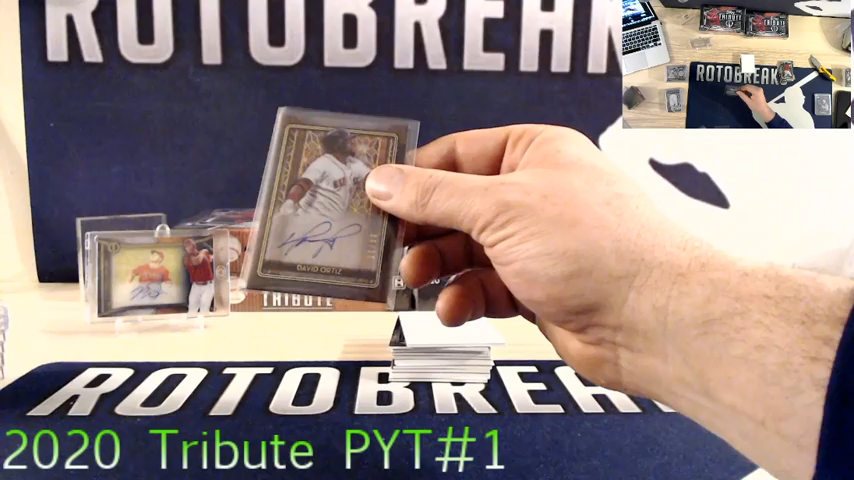 ROTOBREAK
TRIBUTE
ROTOBREAK
DAVID ORTIZ
TRIBUTE
ROTOBREAK
2020 Tribute PYT#1